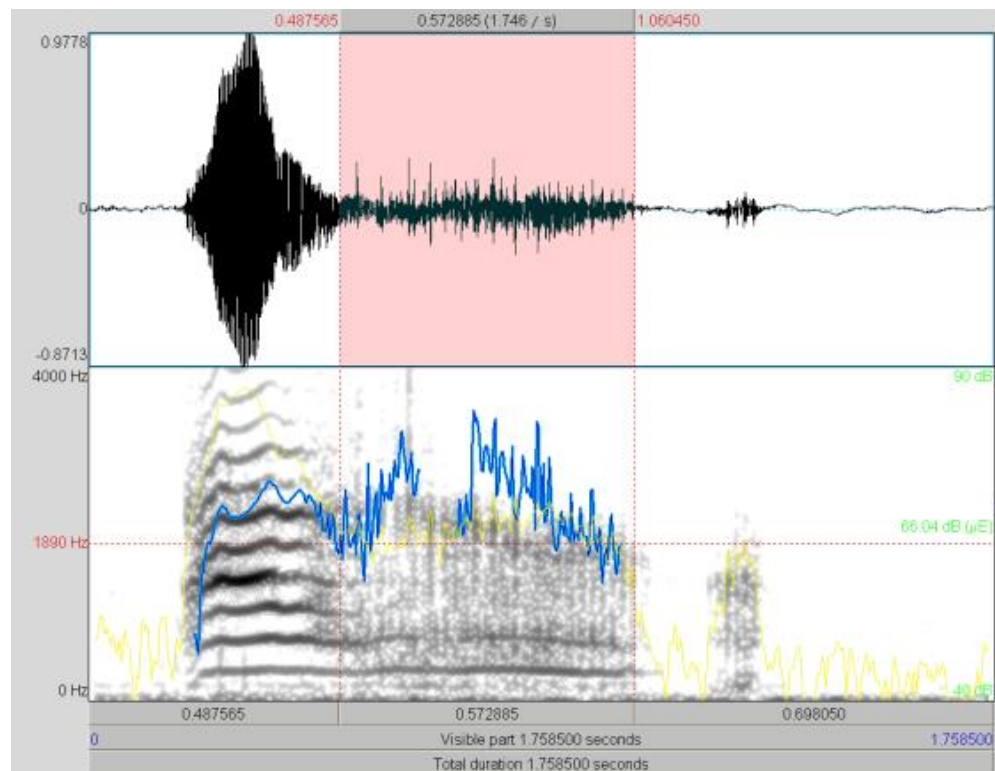 0.487565 0.572885 (1.746 / s) 1.060450
0.9778
0
-0.8713
4000 Hz 90 dB
1890 Hz 66.04 dB (µE)
0 Hz 40 dB
0.487565 0.572885 0.698050
0 Visible part 1.758500 seconds 1.758500
Total duration 1.758500 seconds